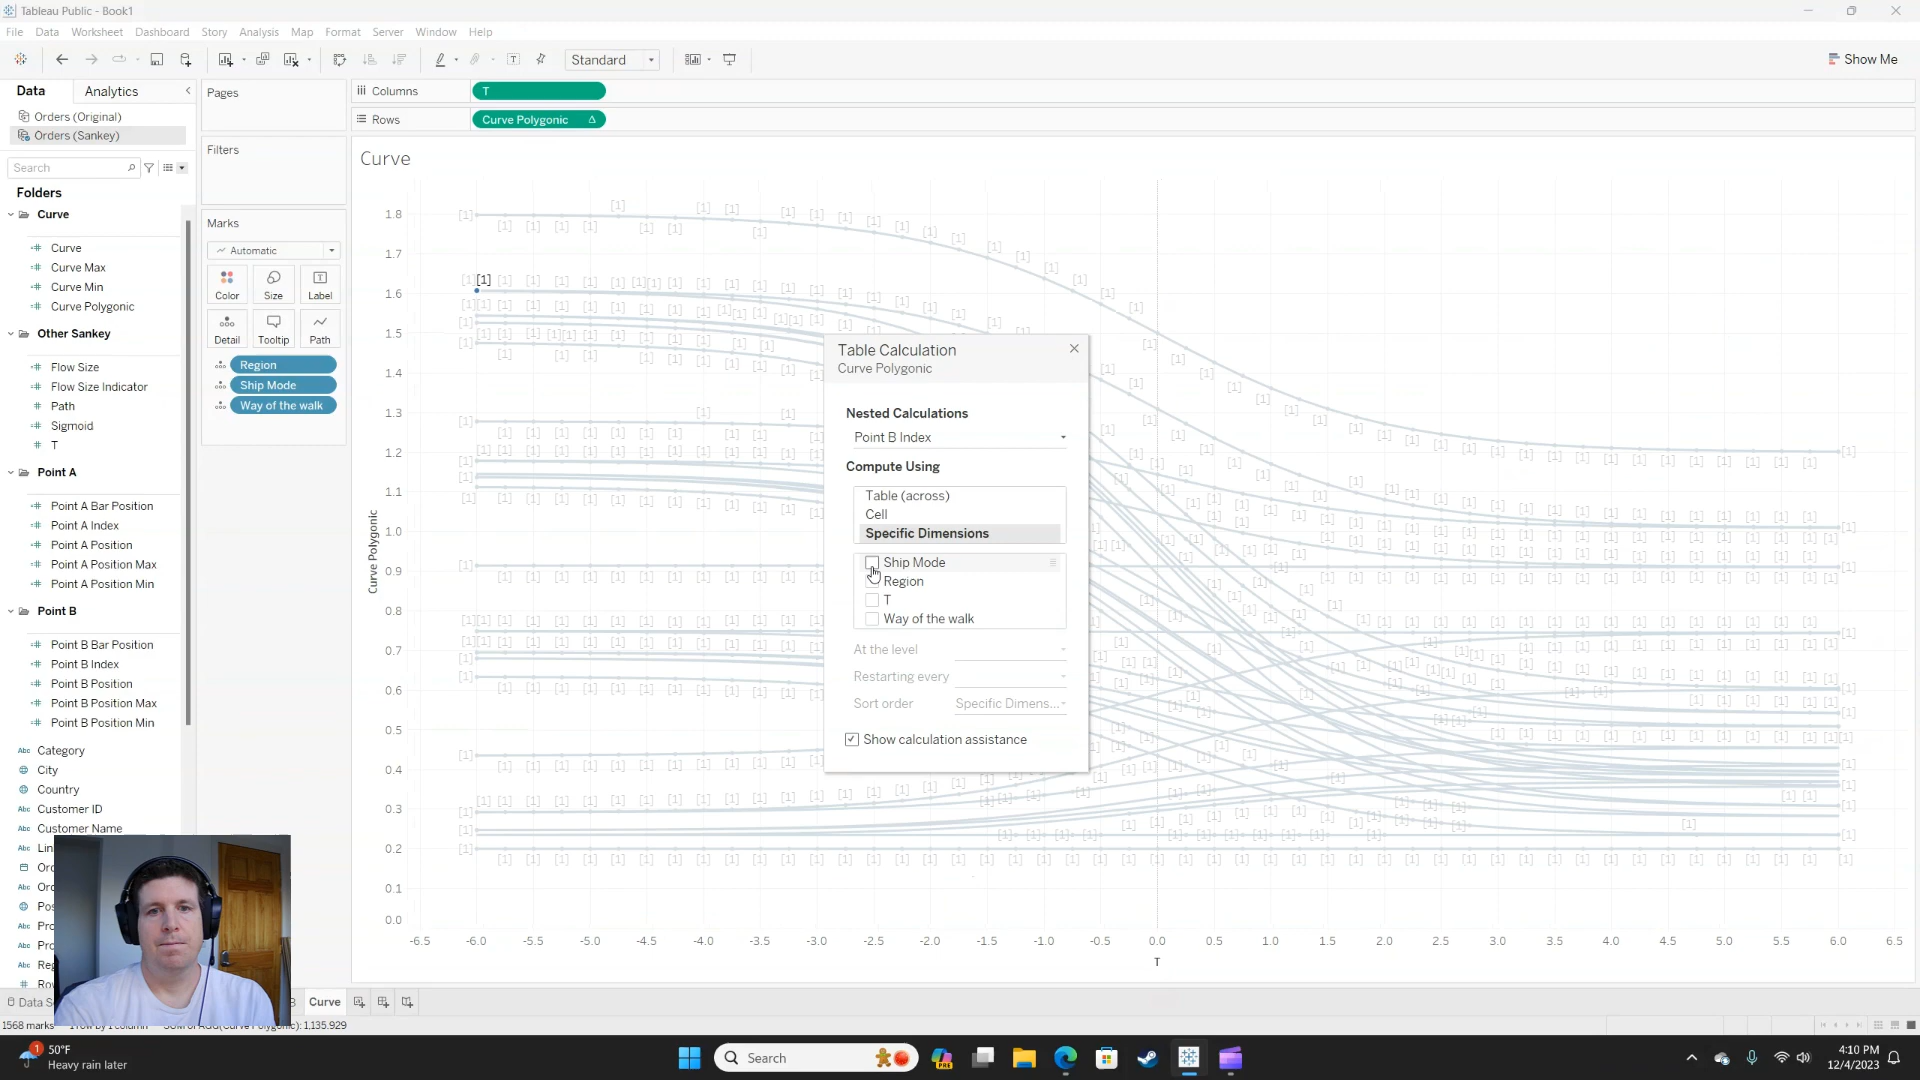 Tableau Public - Book1
File Data Worksheet Dashboard Story Analysis Map Format Server Window Help
Standard
Show Me
Data Analytics
Orders (Original)
Orders (Sankey)
Search
Folders
Curve
Curve
Curve Max
Curve Min
Curve Polygonic
Other Sankey
Flow Size
Flow Size Indicator
Path
Sigmoid
T
Point A
Point A Bar Position
Point A Index
Point A Position
Point A Position Max
Point A Position Min
Point B
Point B Bar Position
Point B Index
Point B Position
Point B Position Max
Point B Position Min
Abc Category
City
Country
Abc Customer ID
Abc Customer Name
Abc
Abc
Abc
Abc
Abc
Pages
Filters
Marks
Automatic
Color Size Label
Detail Tooltip Path
Region
Ship Mode
Way of the walk
Columns T
Rows Curve Polygonic Δ
Curve
1.8
1.7
1.6
1.5
1.4
1.3
1.2
1.1
1.0
0.9
0.8
0.7
0.6
0.5
0.4
0.3
0.2
0.1
0.0
Curve Polygonic
[1]
-6.5 -6.0 -5.5 -5.0 -4.5 -4.0 -3.5 -3.0 -2.5 -2.0 -1.5 -1.0 -0.5 0.0 0.5 1.0 1.5 2.0 2.5 3.0 3.5 4.0 4.5 5.0 5.5 6.0 6.5
T
Table Calculation
Curve Polygonic
Nested Calculations
Point B Index
Compute Using
Table (across)
Cell
Specific Dimensions
Ship Mode
Region
T
Way of the walk
At the level
Restarting every
Sort order Specific Dimens...
Show calculation assistance
Curve
1568 marks 1,135.929
1
50°F
Heavy rain later
Search
PRE
4:10 PM
12/4/2023